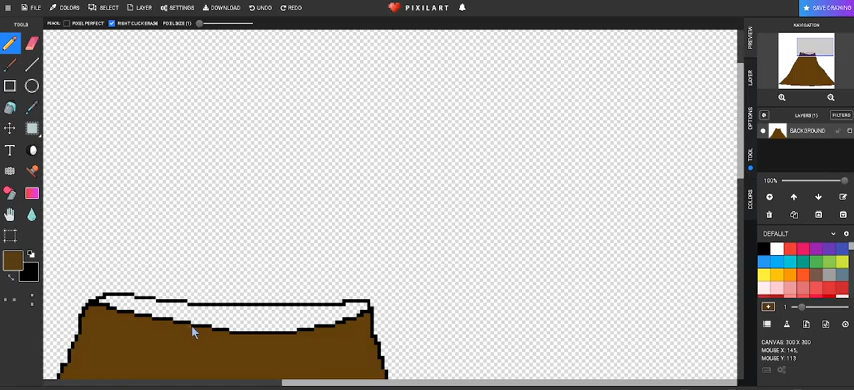 FILE COLORS SELECT LAYER SETTINGS DOWNLOAD UNDO REDO PIXILART SAVE DRAWING
TOOLS PENCIL: PIXEL PERFECT RIGHT CLICK ERASE PIXEL SIZE (1) NAVIGATION
PREVIEW
LAYER
LAYERS (1) FILTERS
BACKGROUND
OPTIONS
TOOL
100%
COLORS
DEFAULT
1
CANVAS: 300 X 300
MOUSE X: 145,
MOUSE Y: 113